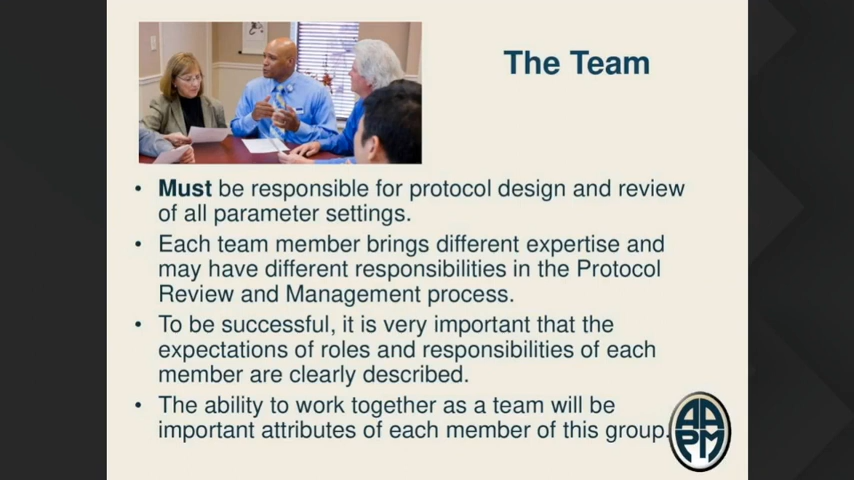 The Team
• Must be responsible for protocol design and review
of all parameter settings.
• Each team member brings different expertise and
may have different responsibilities in the Protocol
Review and Management process.
• To be successful, it is very important that the
expectations of roles and responsibilities of each
member are clearly described.
• The ability to work together as a team will be
important attributes of each member of this group.
AAPM